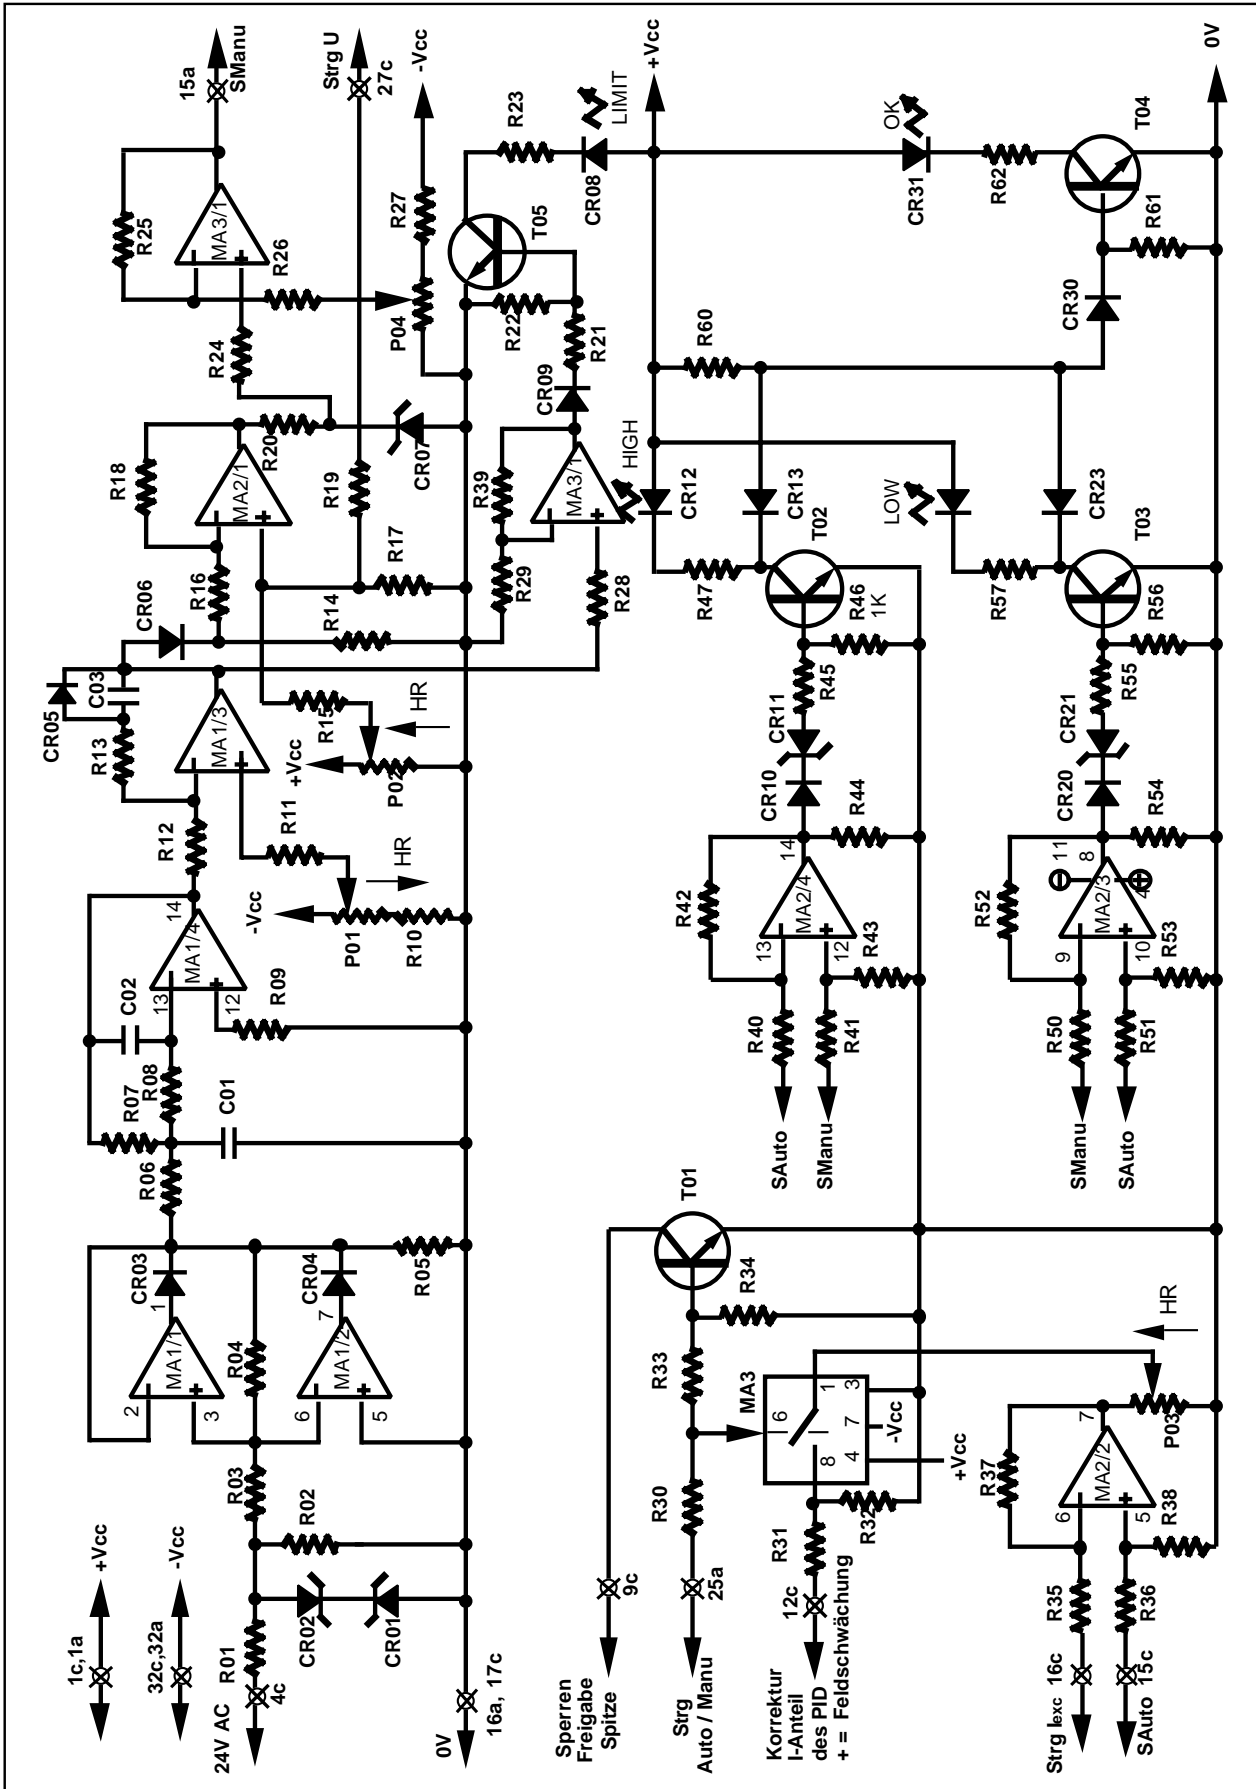 1c,1a
+Vcc
32c,32a
-Vcc
24V AC
4c
R01
CR02
CR01
R02
R03
0V
16a, 17c
2
3
MA1/1
1
CR03
R04
6
5
MA1/2
7
CR04
R05
R06
R07
R08
C01
C02
13
12
MA1/4
14
R09
R12
-Vcc
P01
R10
HR
R11
R13
CR05
C03
MA1/3
+Vcc
P02
HR
R15
CR06
R16
R14
R17
R18
MA2/1
R19
R20
CR07
R24
R25
MA3/1
R26
15a
SManu
Strg U
27c
P04
R27
-Vcc
R28
R29
R39
MA3/1
CR09
R21
R22
T05
R23
CR08
LIMIT
+Vcc
Sperren
Freigabe
Spitze
9c
T01
Strg
Auto / Manu
25a
R30
R33
R34
Korrektur
I-Anteil
des PID
+ = Feldschwächung
12c
R31
R32
MA3
6
8
1
4
7
3
-Vcc
+Vcc
SAuto
SManu
R40
R41
13
12
R42
MA2/4
14
R43
R44
CR10
CR11
R45
R46
1K
T02
R47
HIGH
CR12
CR13
R60
CR31
OK
R62
T04
R61
CR30
Strg Iexc
16c
SAuto
15c
R35
R36
6
5
R37
MA2/2
7
R38
P03
HR
SManu
SAuto
R50
R51
9
10
R52
MA2/3
11
8
4
R53
R54
CR20
CR21
R55
R56
T03
R57
LOW
CR23
0V